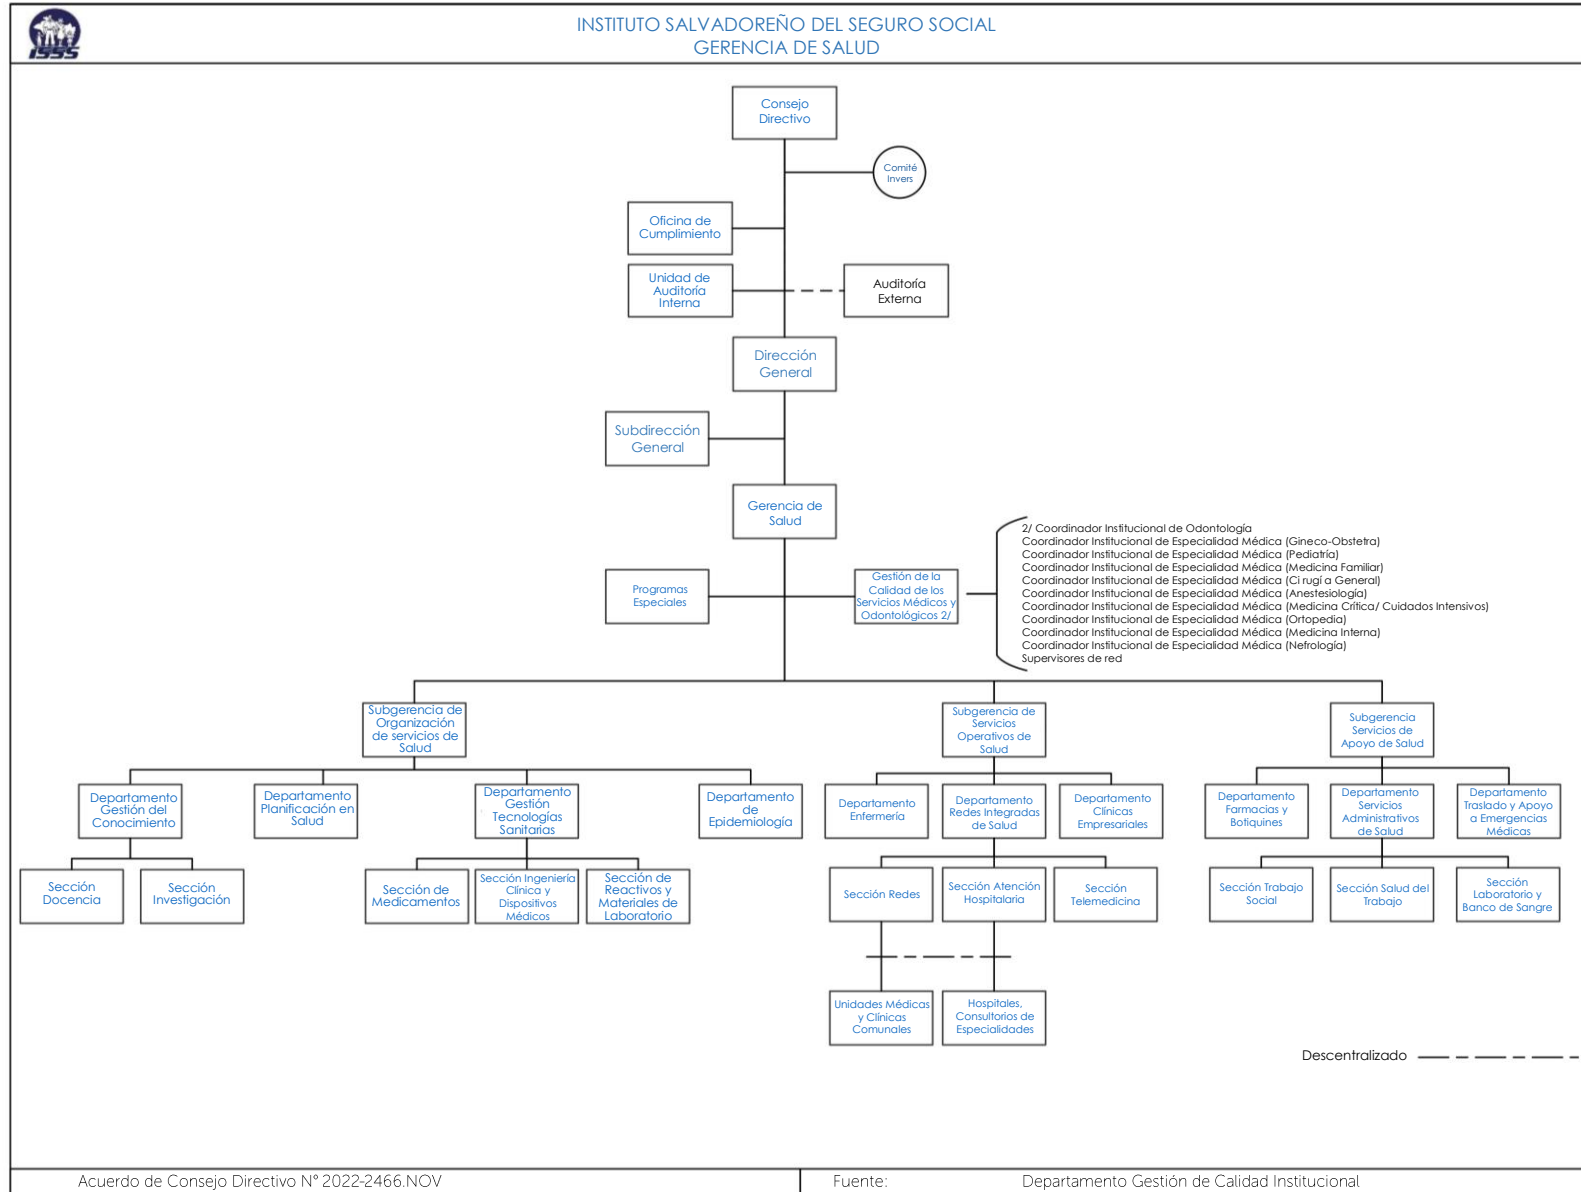 ISSS
INSTITUTO SALVADOREÑO DEL SEGURO SOCIAL
GERENCIA DE SALUD
Consejo
Directivo
Comité
Invers
Oficina de
Cumplimiento
Unidad de
Auditoría
Interna
Auditoría
Externa
Dirección
General
Subdirección
General
Gerencia de
Salud
Programas
Especiales
Gestión de la
Calidad de los
Servicios Médicos y
Odontológicos 2/
2/ Coordinador Institucional de Odontología
Coordinador Institucional de Especialidad Médica (Gineco-Obstetra)
Coordinador Institucional de Especialidad Médica (Pediatría)
Coordinador Institucional de Especialidad Médica (Medicina Familiar)
Coordinador Institucional de Especialidad Médica (Ci rugí a General)
Coordinador Institucional de Especialidad Médica (Anestesiología)
Coordinador Institucional de Especialidad Médica (Medicina Crítica/ Cuidados Intensivos)
Coordinador Institucional de Especialidad Médica (Ortopedia)
Coordinador Institucional de Especialidad Médica (Medicina Interna)
Coordinador Institucional de Especialidad Médica (Nefrología)
Supervisores de red
Subgerencia de
Organización
de servicios de
Salud
Subgerencia de
Servicios
Operativos de
Salud
Subgerencia
Servicios de
Apoyo de Salud
Departamento
Gestión del
Conocimiento
Departamento
Planificación en
Salud
Departamento
Gestión
Tecnologías
Sanitarias
Departamento
de
Epidemiología
Departamento
Enfermería
Departamento
Redes Integradas
de Salud
Departamento
Clínicas
Empresariales
Departamento
Farmacias y
Botiquines
Departamento
Servicios
Administrativos
de Salud
Departamento
Traslado y Apoyo
a Emergencias
Médicas
Sección
Docencia
Sección
Investigación
Sección de
Medicamentos
Sección Ingeniería
Clínica y
Dispositivos
Médicos
Sección de
Reactivos y
Materiales de
Laboratorio
Sección Redes
Sección Atención
Hospitalaria
Sección
Telemedicina
Sección Trabajo
Social
Sección Salud del
Trabajo
Sección
Laboratorio y
Banco de Sangre
Unidades Médicas
y Clínicas
Comunales
Hospitales,
Consultorios de
Especialidades
Descentralizado
Acuerdo de Consejo Directivo N° 2022-2466.NOV
Fuente: Departamento Gestión de Calidad Institucional